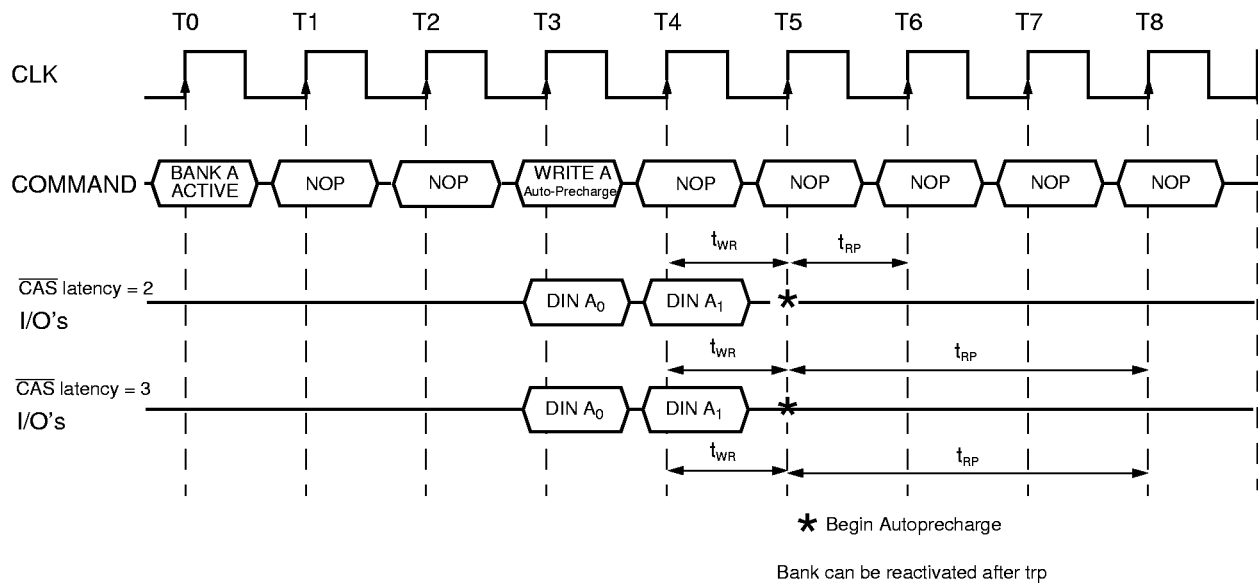 T0 T1 T2 T3 T4 T5 T6 T7 T8
CLK
COMMAND
BANK A
ACTIVE
NOP
NOP
WRITE A
Auto-Precharge
NOP
NOP
NOP
NOP
NOP
tWR
tRP
CAS latency = 2
I/O's
DIN A0
DIN A1
*
tWR
tRP
CAS latency = 3
I/O's
DIN A0
DIN A1
*
tWR
tRP
* Begin Autoprecharge
Bank can be reactivated after trp